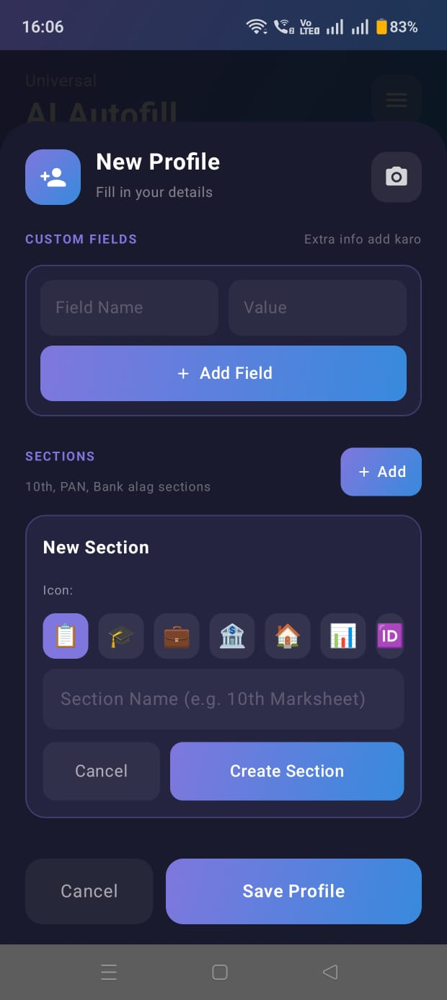 16:06
Vo
LTE
2
83%
Universal
AI Autofill
New Profile
Fill in your details
CUSTOM FIELDS
Extra info add karo
Field Name
Value
+ Add Field
SECTIONS
10th, PAN, Bank alag sections
+ Add
New Section
Icon:
ID
Section Name (e.g. 10th Marksheet)
Cancel
Create Section
Cancel
Save Profile